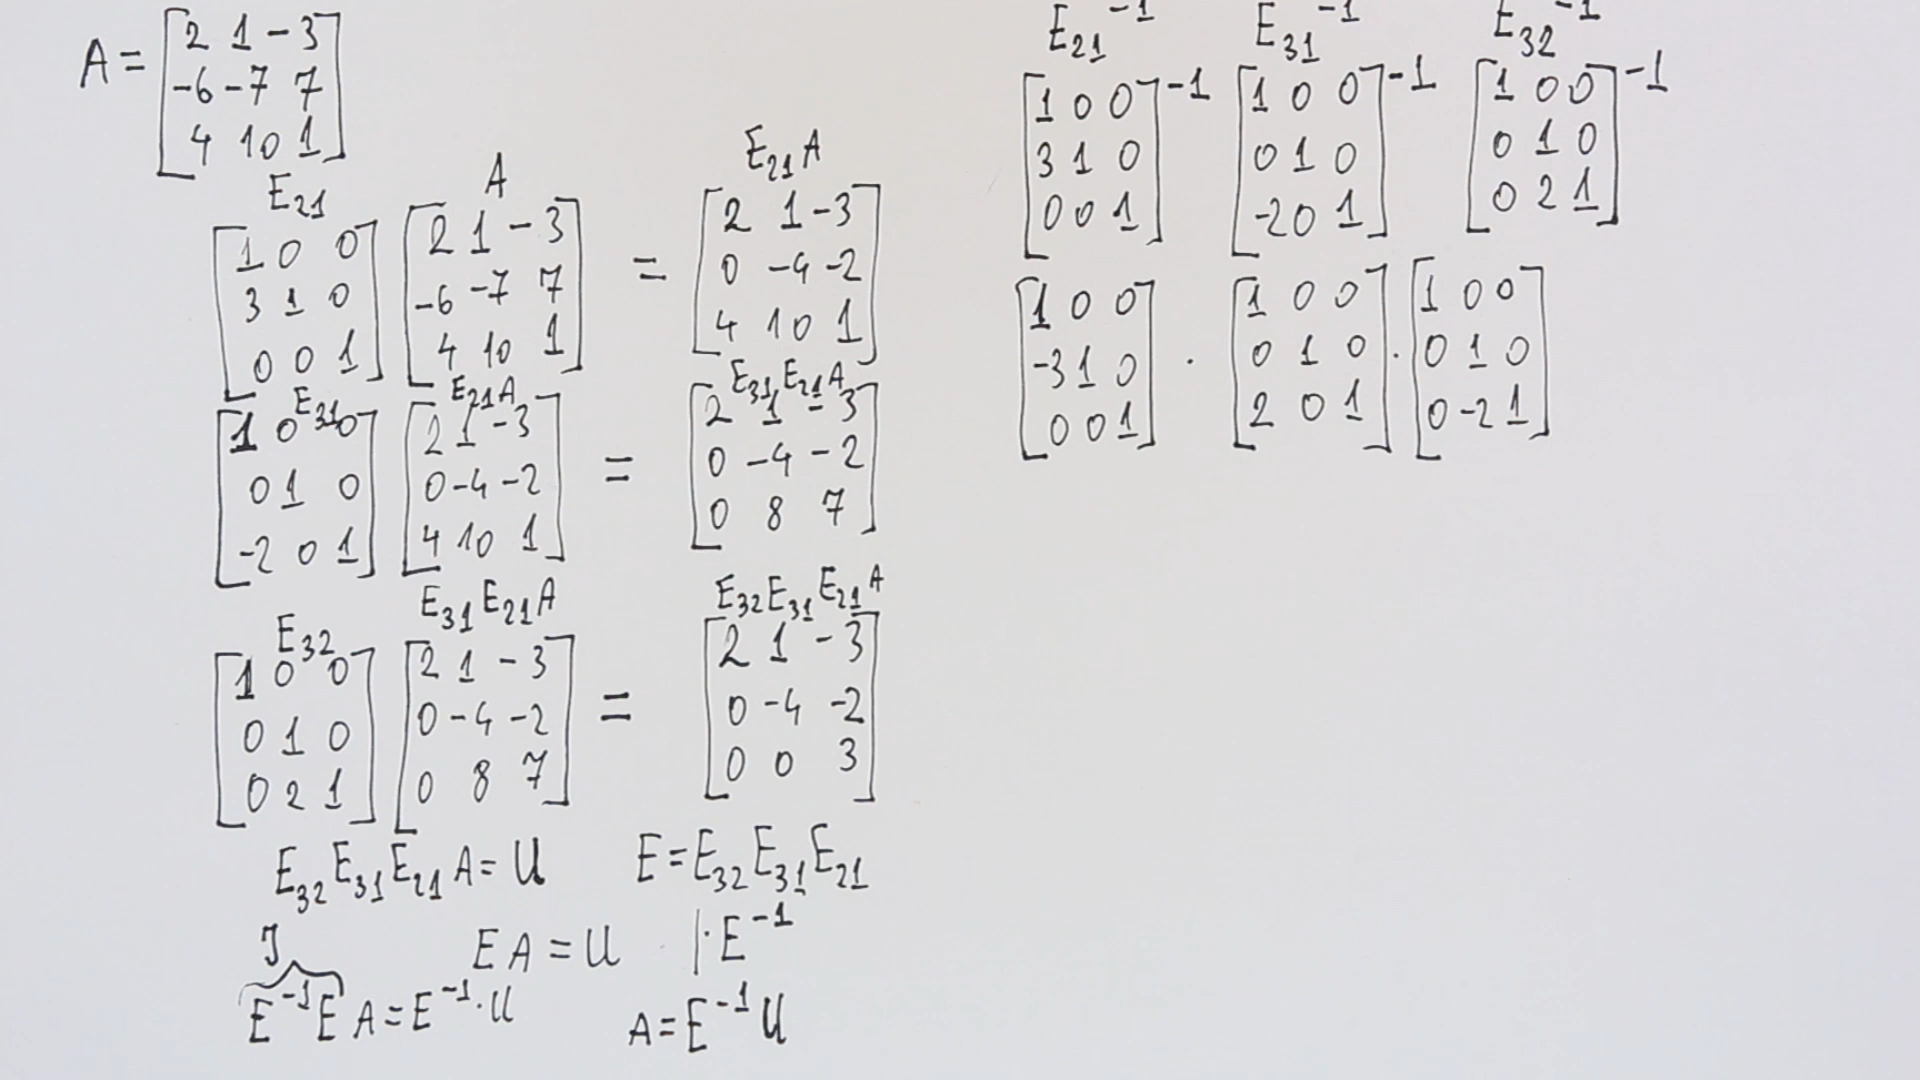 A = [ 2 1 -3
-6 -7 7
4 10 1 ]
E21 A E21A
[ 1 0 0 [ 2 1 -3 [ 2 1 -3
3 1 0 -6 -7 7 = 0 -4 -2
0 0 1 ] 4 10 1 ] 4 10 1 ]
E31 E21A E31E21A
[ 1 0 0 [ 2 1 -3 [ 2 1 -3
0 1 0 0 -4 -2 = 0 -4 -2
-2 0 1 ] 4 10 1 ] 0 8 7 ]
E32 E31E21A E32E31E21A
[ 1 0 0 [ 2 1 -3 [ 2 1 -3
0 1 0 0 -4 -2 = 0 -4 -2
0 2 1 ] 0 8 7 ] 0 0 3 ]
E32E31E21A = U E = E32E31E21
I EA = U | · E^-1
E^-1 E A = E^-1 · U A = E^-1 U
E21^-1 E31^-1 E32^-1
[ 1 0 0 ]^-1 [ 1 0 0 ]^-1 [ 1 0 0 ]^-1
3 1 0 0 1 0 0 1 0
0 0 1 -2 0 1 0 2 1
[ 1 0 0 [ 1 0 0 [ 1 0 0
-3 1 0 · 0 1 0 · 0 1 0
0 0 1 ] 2 0 1 ] 0 -2 1 ]